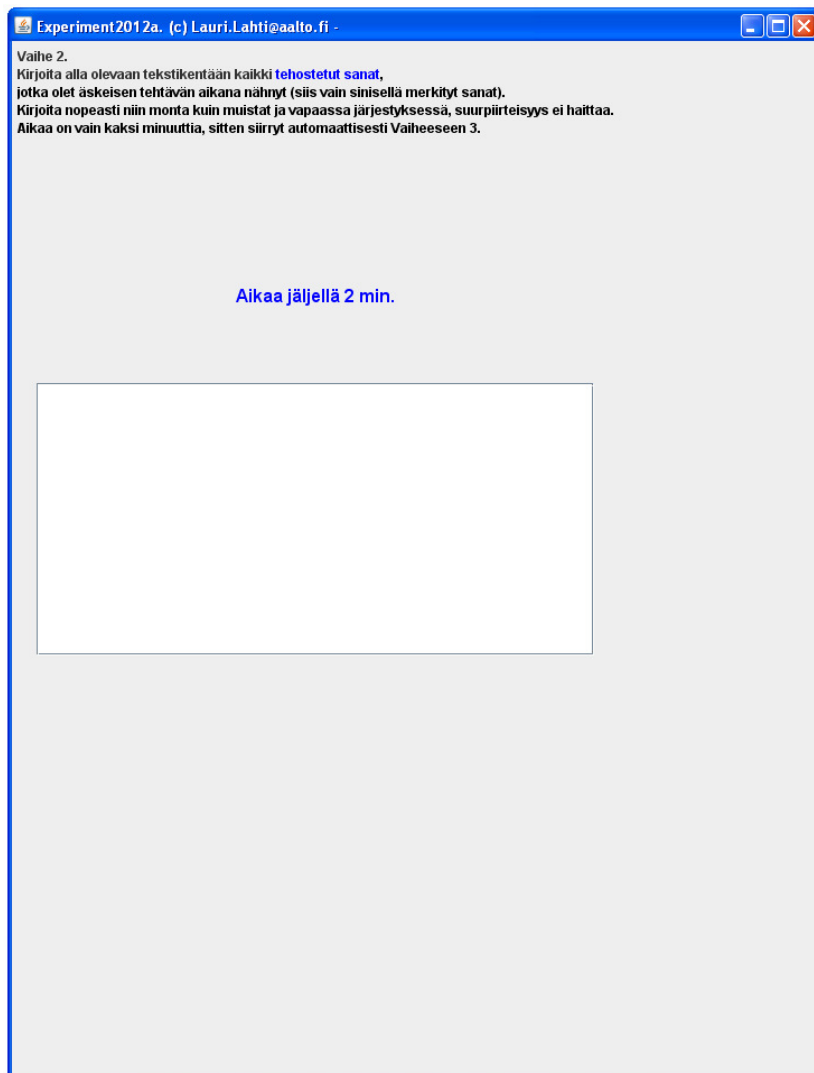 Experiment2012a. (c) Lauri.Lahti@aalto.fi -
Vaihe 2.
Kirjoita alla olevaan tekstikenttään kaikki tehostetut sanat,
jotka olet äskeisen tehtävän aikana nähnyt (siis vain sinisellä merkityt sanat).
Kirjoita nopeasti niin monta kuin muistat ja vapaassa järjestyksessä, suurpiirteisyys ei haittaa.
Aikaa on vain kaksi minuuttia, sitten siirryt automaattisesti Vaiheeseen 3.
Aikaa jäljellä 2 min.